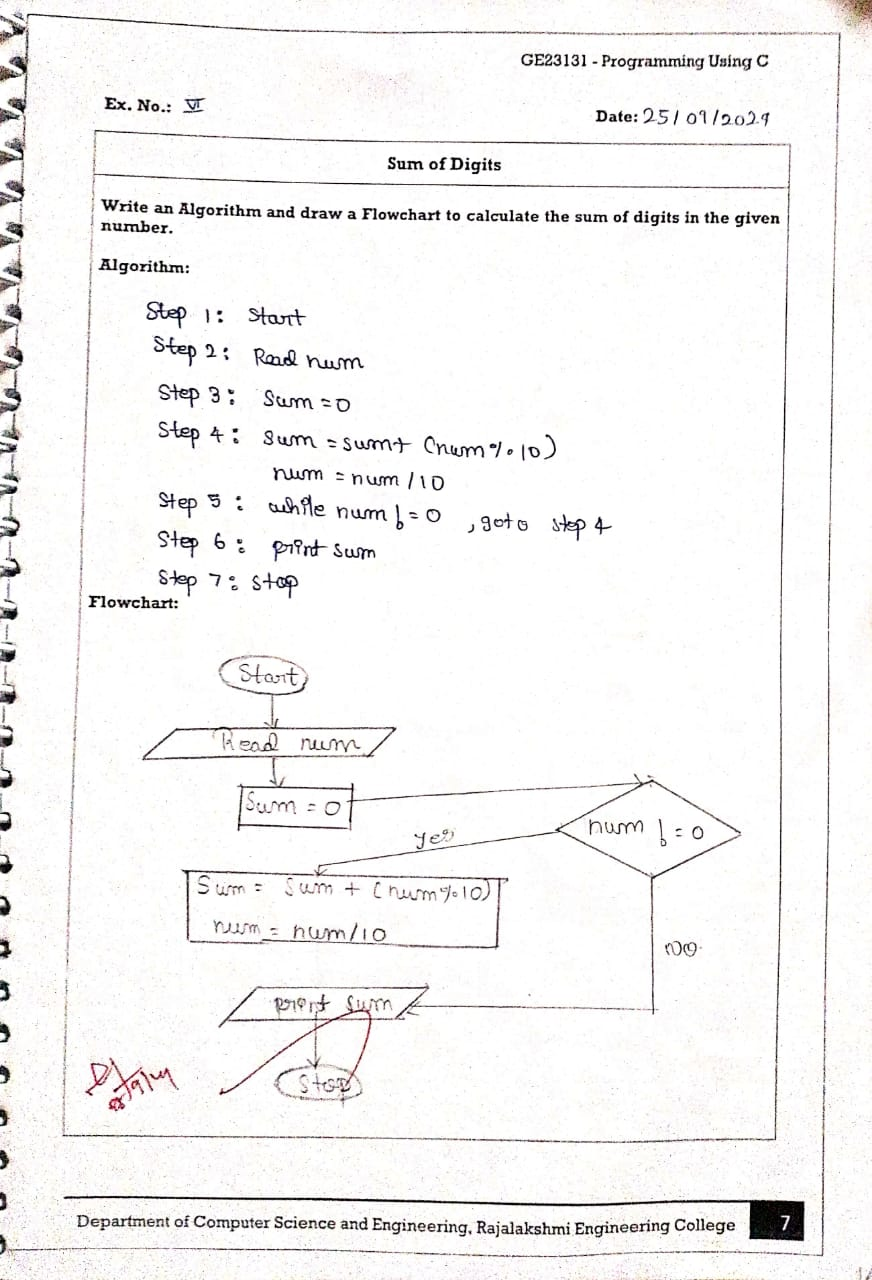 GE23131 - Programming Using C
Ex. No.: VI
Date: 25/09/2024
Sum of Digits
Write an Algorithm and draw a Flowchart to calculate the sum of digits in the given
number.
Algorithm:
Step 1: Start
Step 2: Read num
Step 3: Sum = 0
Step 4: Sum = sum + (num % 10)
num = num / 10
Step 5: while num != 0, goto step 4
Step 6: print sum
Step 7: stop
Flowchart:
Start
Read num
Sum = 0
num != 0
yes
Sum = sum + (num % 10)
num = num/10
no
print sum
Stop
Department of Computer Science and Engineering, Rajalakshmi Engineering College 7